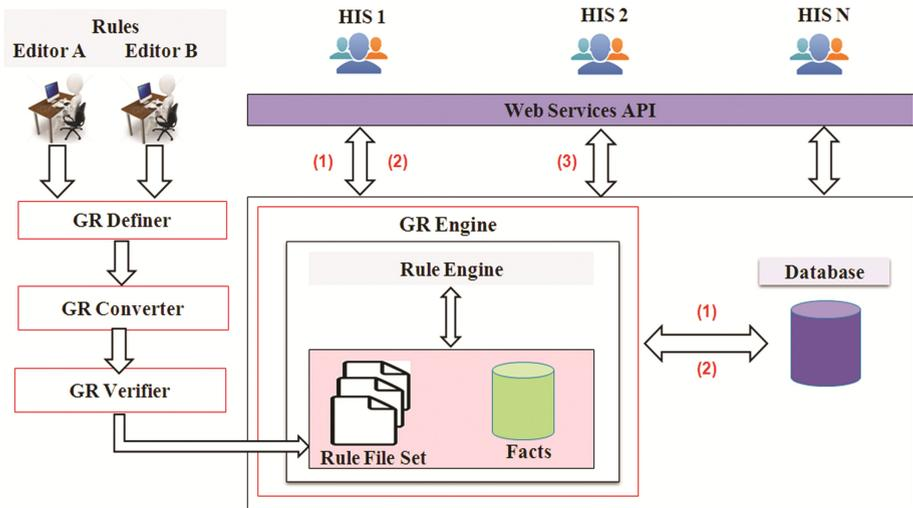 Rules
Editor A Editor B
HIS 1
HIS 2
HIS N
Web Services API
(1) (2)
(3)
GR Definer
GR Converter
GR Verifier
GR Engine
Rule Engine
Rule File Set
Facts
(1)
(2)
Database